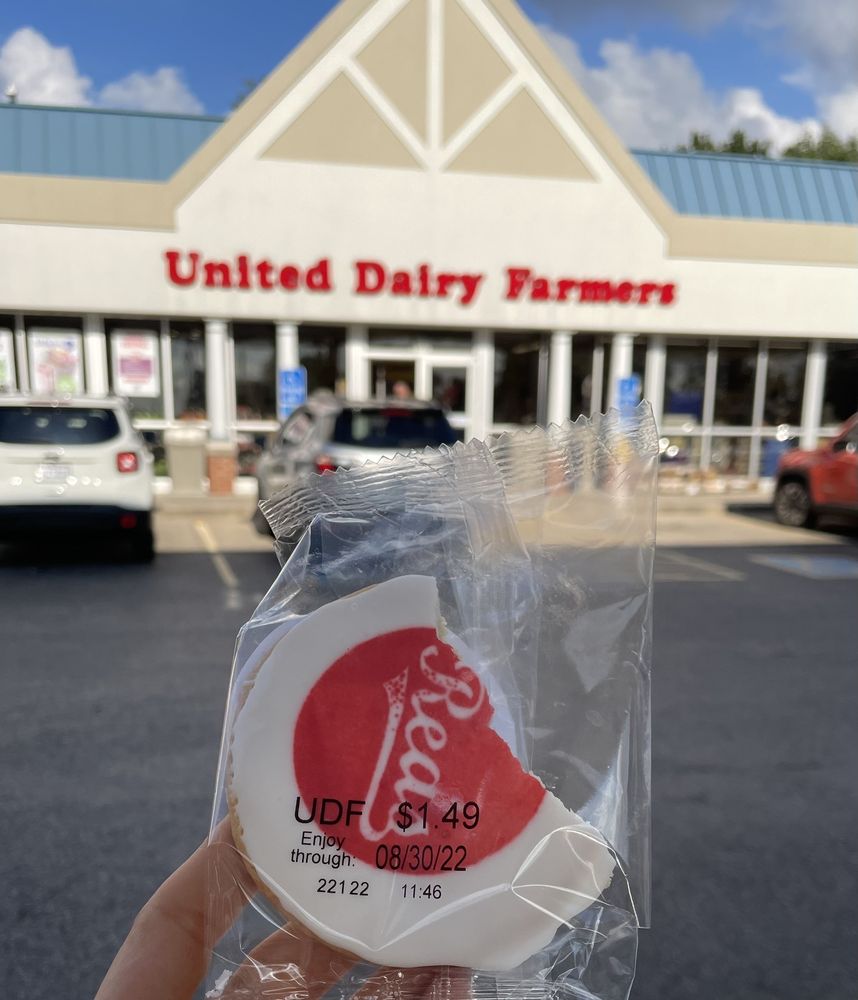 United Dairy Farmers
Reds
UDF $1.49
Enjoy
through: 08/30/22
22122 11:46